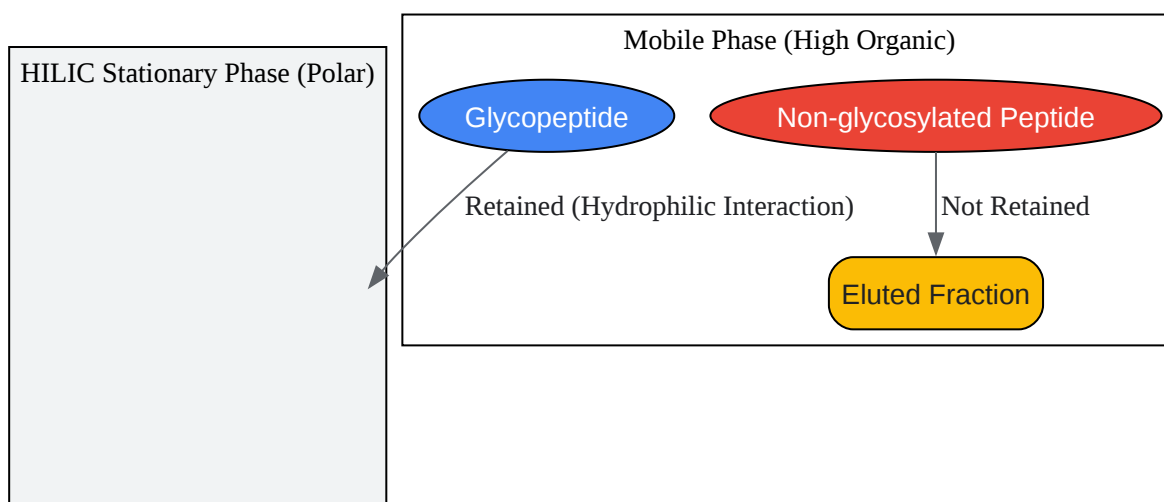 Mobile Phase (High Organic)
HILIC Stationary Phase (Polar)
Glycopeptide
Non-glycosylated Peptide
Retained (Hydrophilic Interaction)
Not Retained
Eluted Fraction